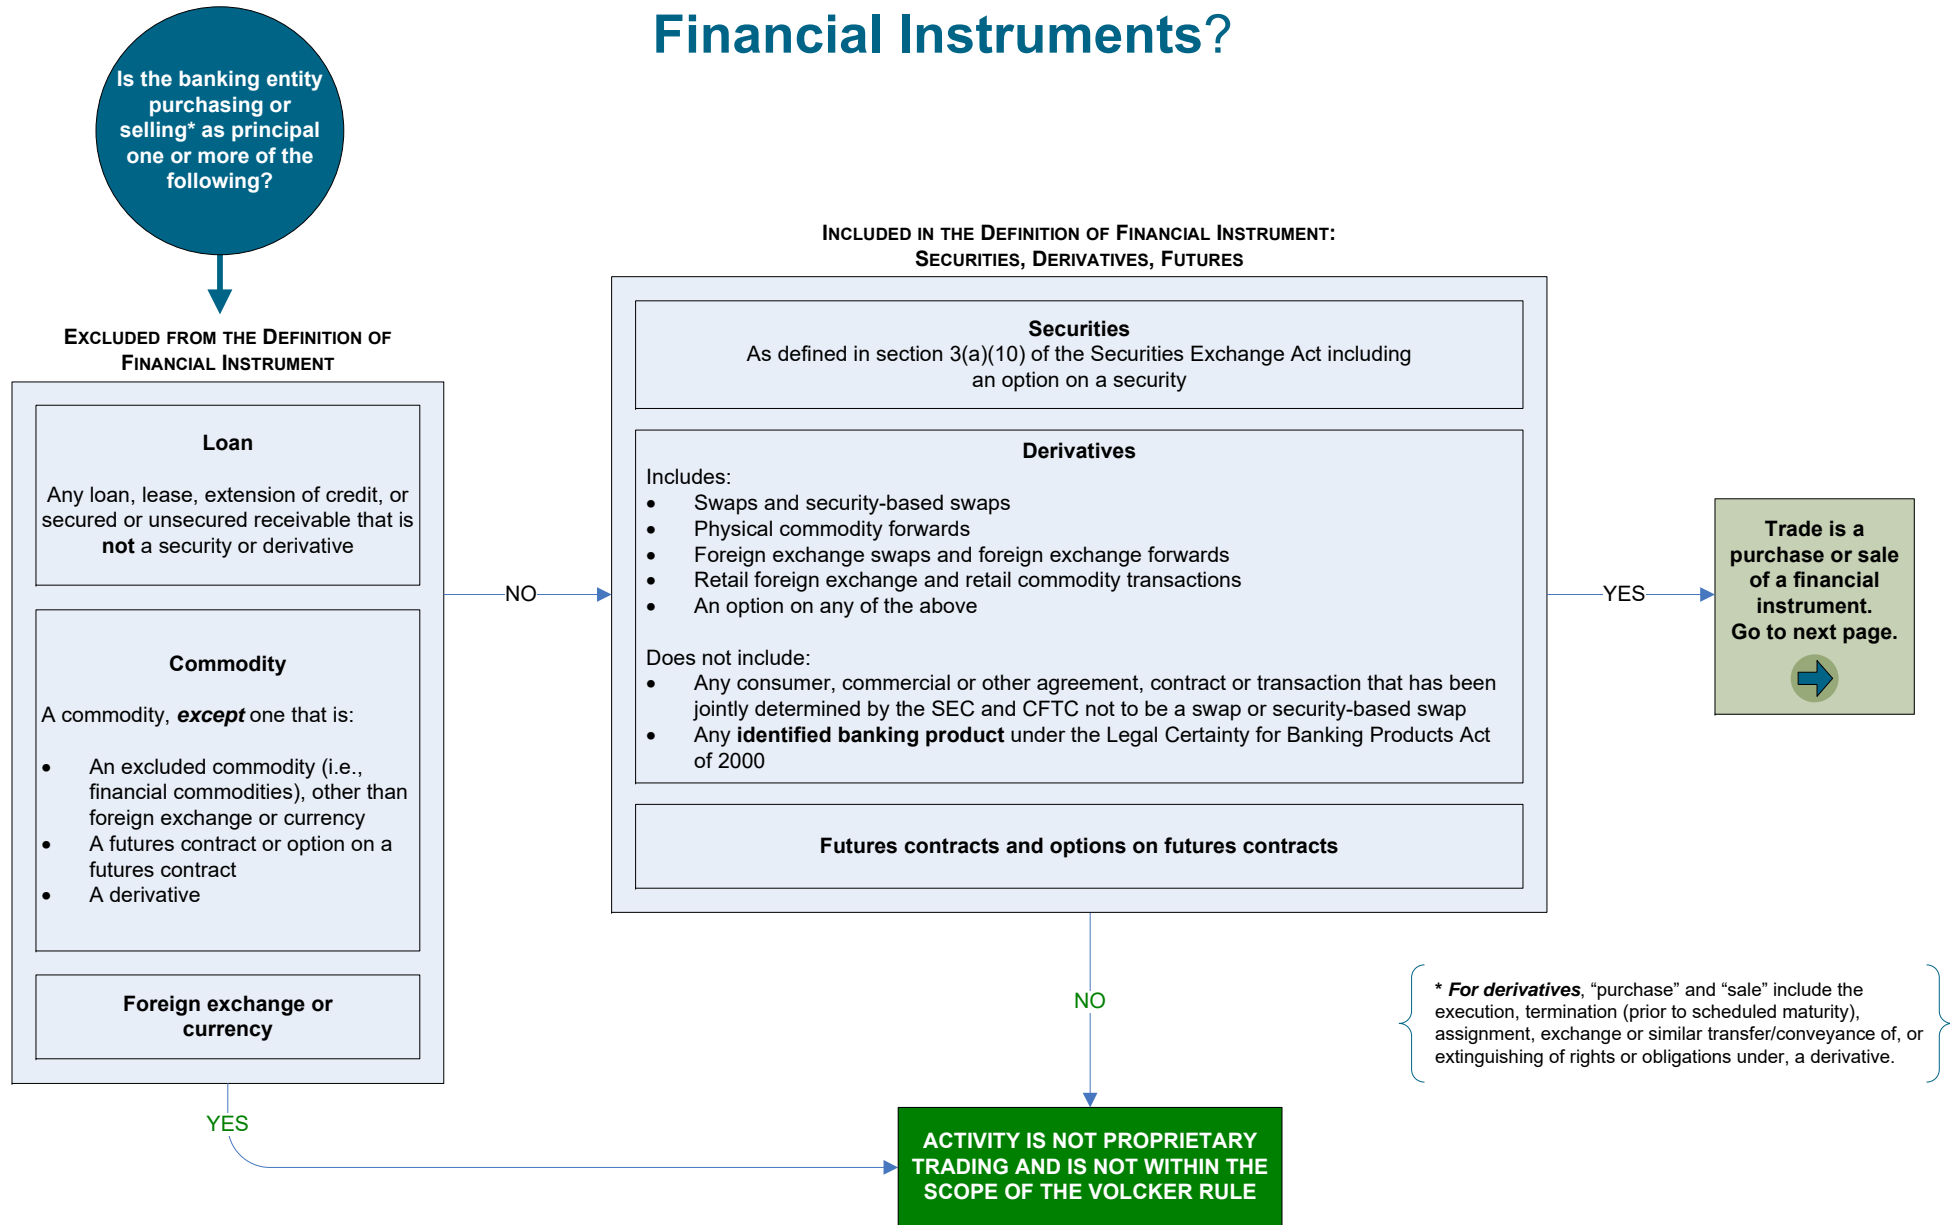 Financial Instruments?
Is the banking entity
purchasing or
selling* as principal
one or more of the
following?
EXCLUDED FROM THE DEFINITION OF
FINANCIAL INSTRUMENT
Loan
Any loan, lease, extension of credit, or
secured or unsecured receivable that is
not a security or derivative
Commodity
A commodity, except one that is:
• An excluded commodity (i.e.,
financial commodities), other than
foreign exchange or currency
• A futures contract or option on a
futures contract
• A derivative
Foreign exchange or
currency
NO
YES
INCLUDED IN THE DEFINITION OF FINANCIAL INSTRUMENT:
SECURITIES, DERIVATIVES, FUTURES
Securities
As defined in section 3(a)(10) of the Securities Exchange Act including
an option on a security
Derivatives
Includes:
• Swaps and security-based swaps
• Physical commodity forwards
• Foreign exchange swaps and foreign exchange forwards
• Retail foreign exchange and retail commodity transactions
• An option on any of the above
Does not include:
• Any consumer, commercial or other agreement, contract or transaction that has been
jointly determined by the SEC and CFTC not to be a swap or security-based swap
• Any identified banking product under the Legal Certainty for Banking Products Act
of 2000
Futures contracts and options on futures contracts
YES
Trade is a
purchase or sale
of a financial
instrument.
Go to next page.
NO
* For derivatives, “purchase” and “sale” include the
execution, termination (prior to scheduled maturity),
assignment, exchange or similar transfer/conveyance of, or
extinguishing of rights or obligations under, a derivative.
ACTIVITY IS NOT PROPRIETARY
TRADING AND IS NOT WITHIN THE
SCOPE OF THE VOLCKER RULE